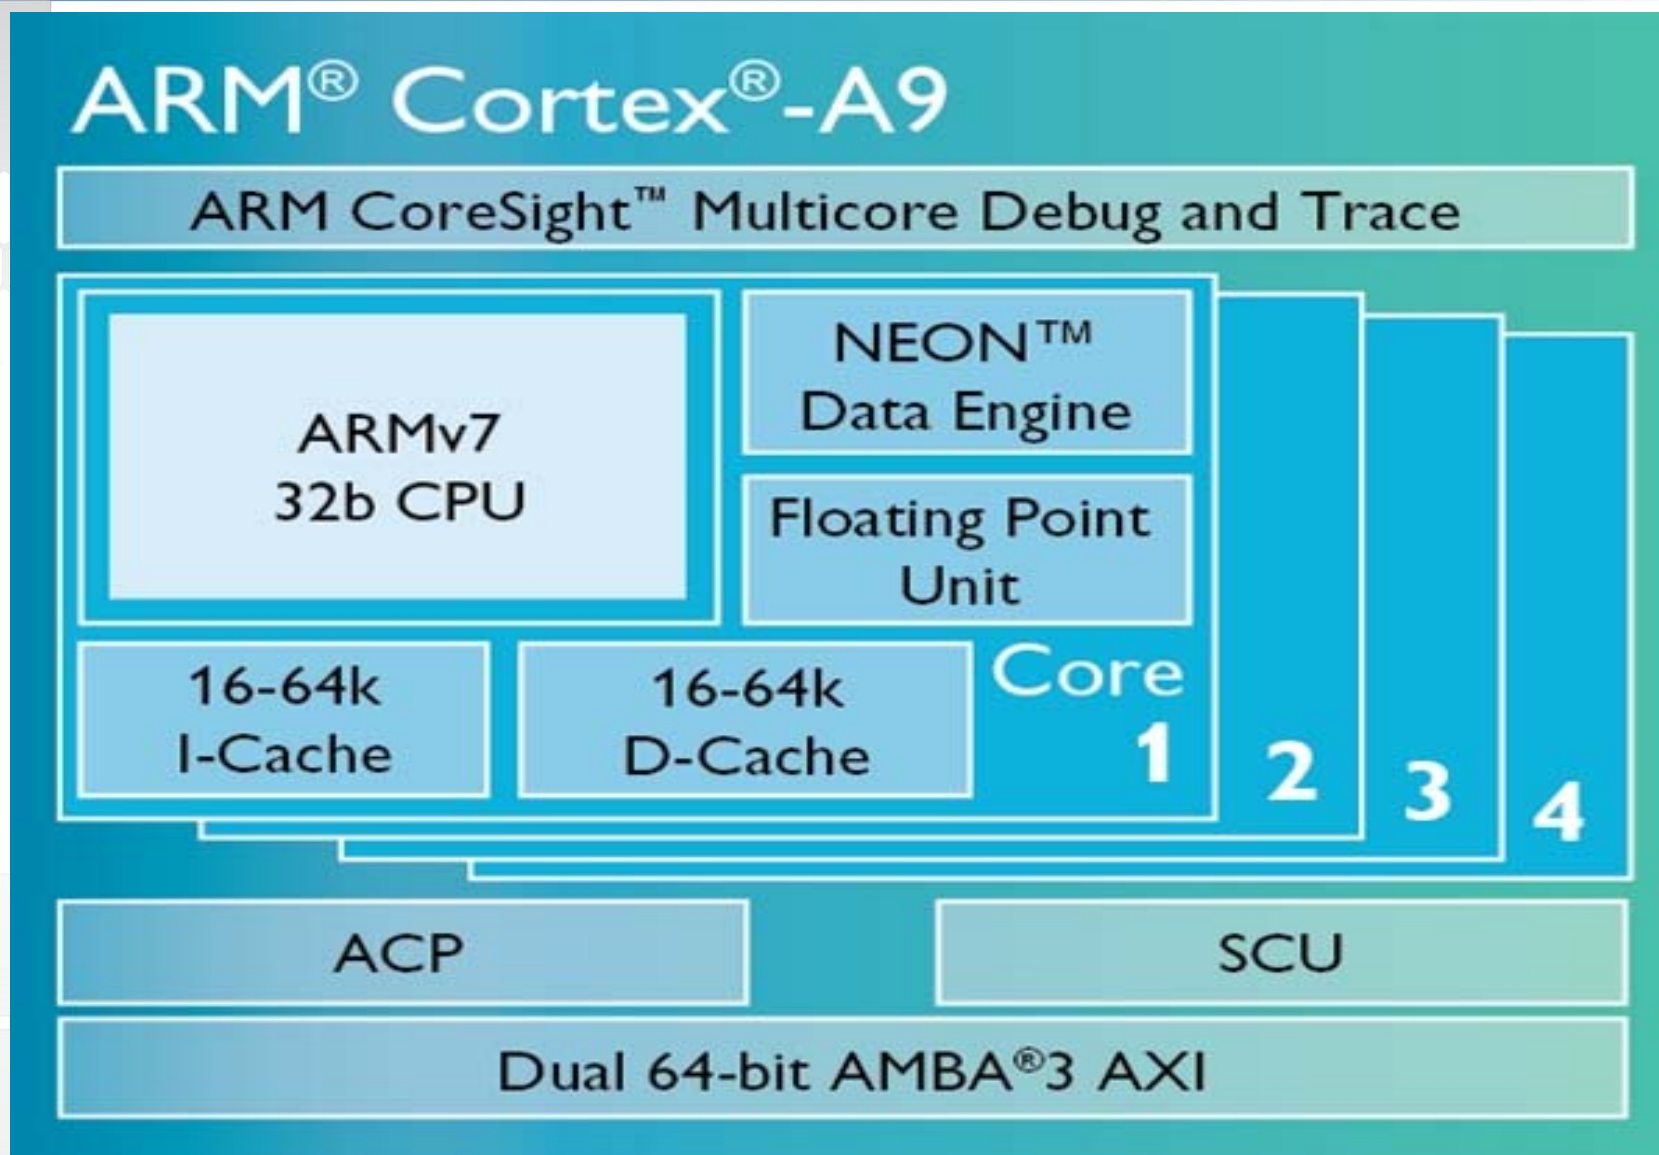 ARM® Cortex®-A9
ARM CoreSight™ Multicore Debug and Trace
ARMv7
32b CPU
NEON™
Data Engine
Floating Point
Unit
16-64k
I-Cache
16-64k
D-Cache
Core
1
2
3
4
ACP
SCU
Dual 64-bit AMBA®3 AXI